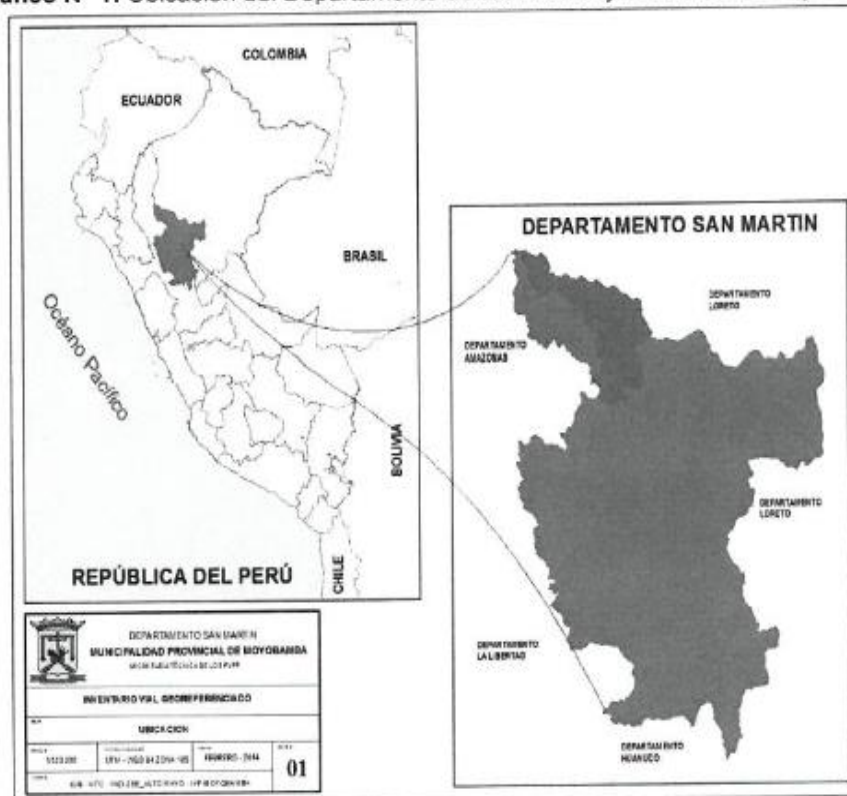 COLOMBIA
ECUADOR
BRASIL
Océano Pacífico
BOLIVIA
CHILE
REPÚBLICA DEL PERÚ
DEPARTAMENTO SAN MARTIN
DEPARTAMENTO
LORETO
DEPARTAMENTO
AMAZONAS
DEPARTAMENTO
LORETO
DEPARTAMENTO
LA LIBERTAD
DEPARTAMENTO
HUANUCO
DEPARTAMENTO SAN MARTIN
MUNICIPALIDAD PROVINCIAL DE MOYOBAMBA
INVENTARIO VIAL GEOREFERENCIADO
UBICACION
FEBRERO - 2014
01